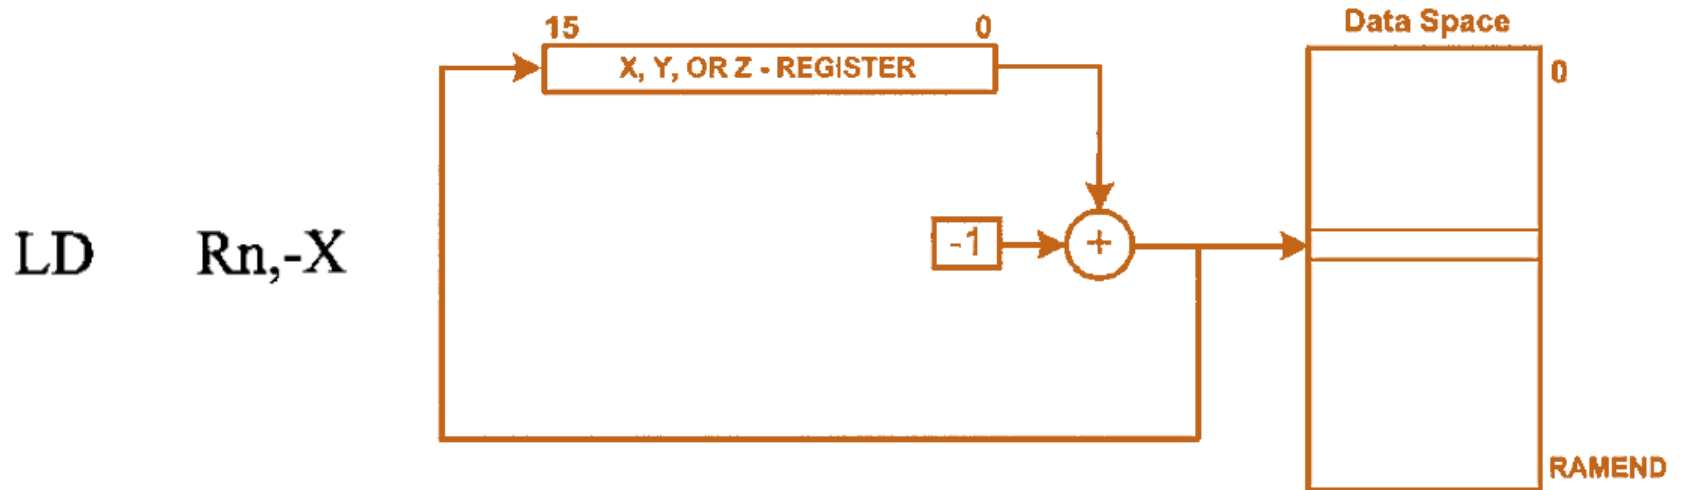 Data Space
15 0
X, Y, OR Z - REGISTER
0
LD Rn,-X
-1
+
RAMEND